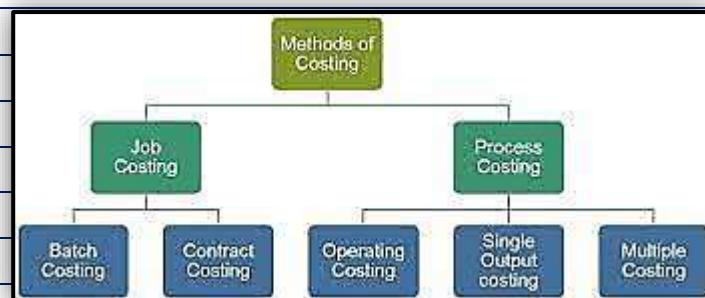 Methods of
Costing
Job
Costing
Process
Costing
Batch
Costing
Contract
Costing
Operating
Costing
Single
Output
costing
Multiple
Costing